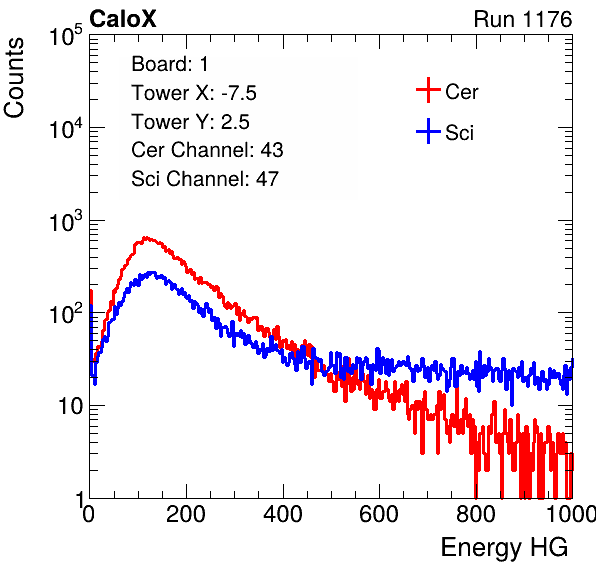 CaloX Run 1176
Board: 1
Tower X: -7.5
Tower Y: 2.5
Cer Channel: 43
Sci Channel: 47
Cer
Sci
Counts
10^5
10^4
10^3
10^2
10
1
0 200 400 600 800 1000
Energy HG